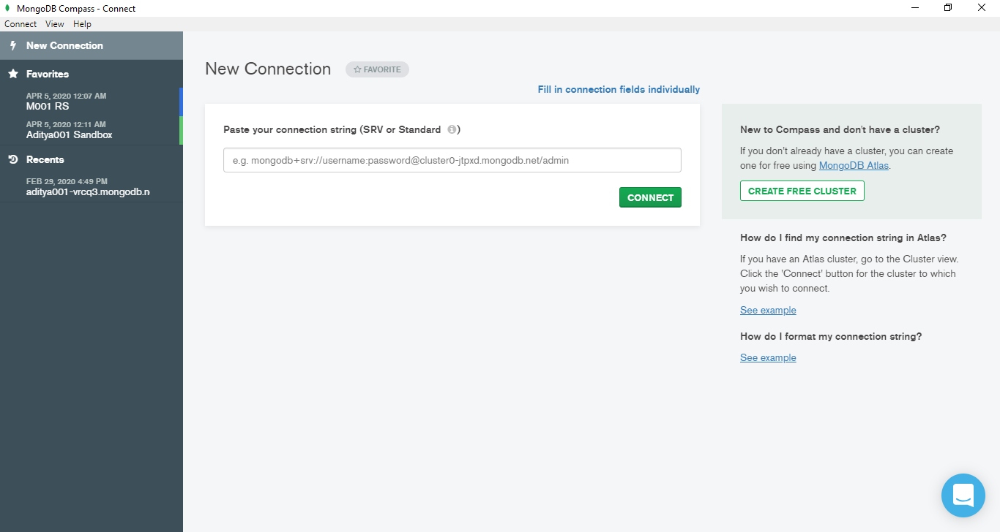 MongoDB Compass - Connect
Connect View Help
New Connection
Favorites
APR 5, 2020 12:07 AM
M001 RS
APR 5, 2020 12:11 AM
Aditya001 Sandbox
Recents
FEB 29, 2020 4:49 PM
aditya001-vrcq3.mongodb.n
New Connection
FAVORITE
Fill in connection fields individually
Paste your connection string (SRV or Standard )
e.g. mongodb+srv://username:password@cluster0-jtpxd.mongodb.net/admin
CONNECT
New to Compass and don't have a cluster?
If you don't already have a cluster, you can create
one for free using MongoDB Atlas.
CREATE FREE CLUSTER
How do I find my connection string in Atlas?
If you have an Atlas cluster, go to the Cluster view.
Click the 'Connect' button for the cluster to which
you wish to connect.
See example
How do I format my connection string?
See example